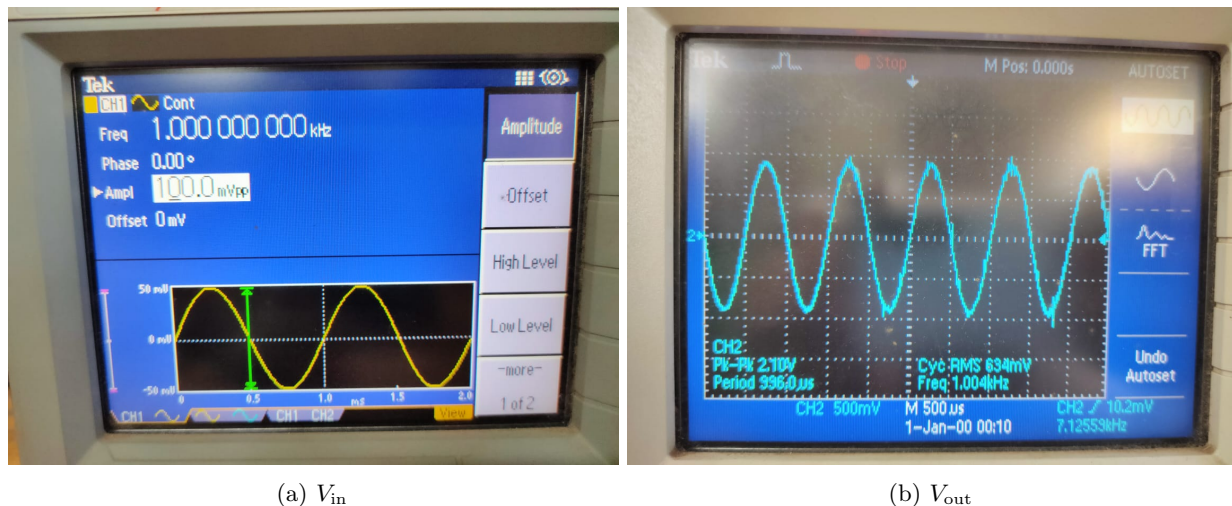 Tek
CH1 Cont
Freq 1.000 000 000 kHz
Phase 0.00°
Ampl 100.0 mVpp
Offset 0 mV
50 mV
0 mV
-50 mV
0 0.5 1.0 1.5 2.0
ms
CH1 CH1 CH2 View
Amplitude
Offset
High Level
Low Level
-more-
1 of 2
Tek Stop M Pos: 0.000s AUTOSET
2
FFT
Undo
Autoset
CH2
Pk-Pk 2.10V Cyc RMS 634mV
Period 996.0µs Freq 1.004kHz
CH2 500mV M 500µs CH2 10.2mV
1-Jan-00 00:10 7.12559kHz
(a) Vin
(b) Vout